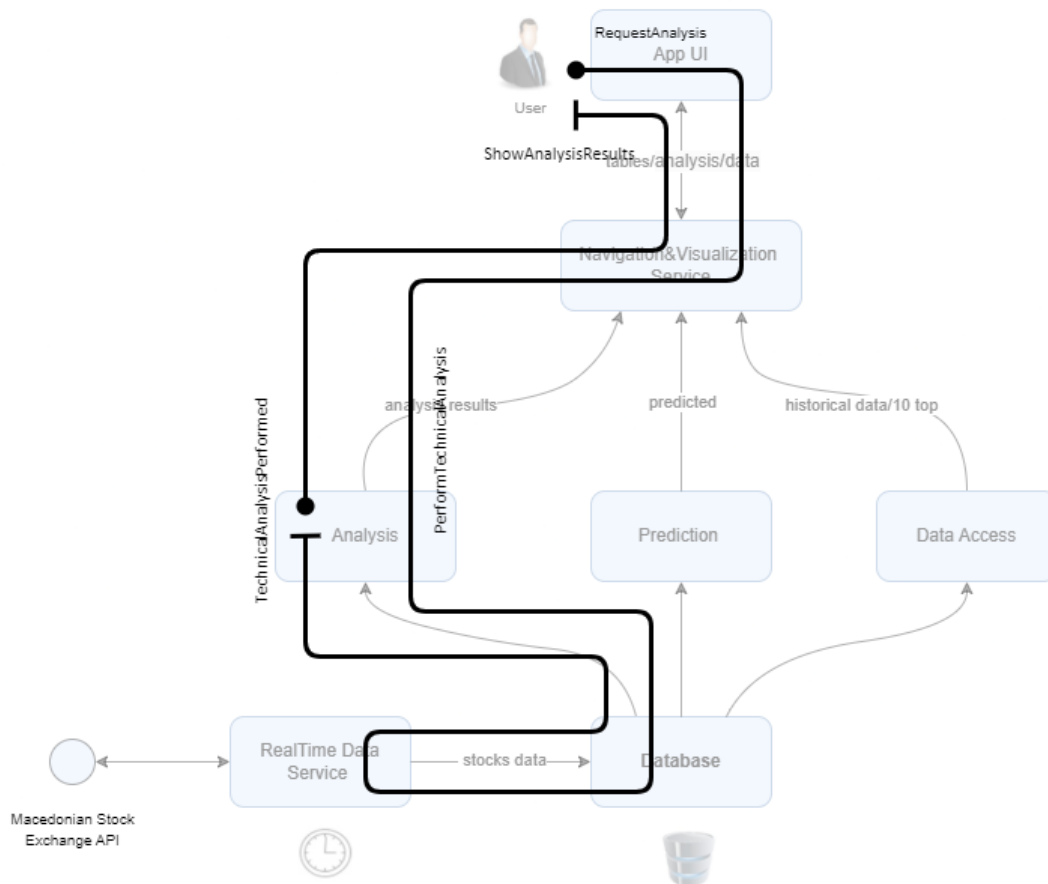 RequestAnalysis
App UI
User
ShowAnalysisResults
tables/analysis/data
Navigation&Visualization
Service
PerformTechnicalAnalysis
analysis results
predicted
historical data/10 top
TechnicalAnalysisPerformed
Analysis
Prediction
Data Access
RealTime Data
Service
stocks data
Database
Macedonian Stock
Exchange API